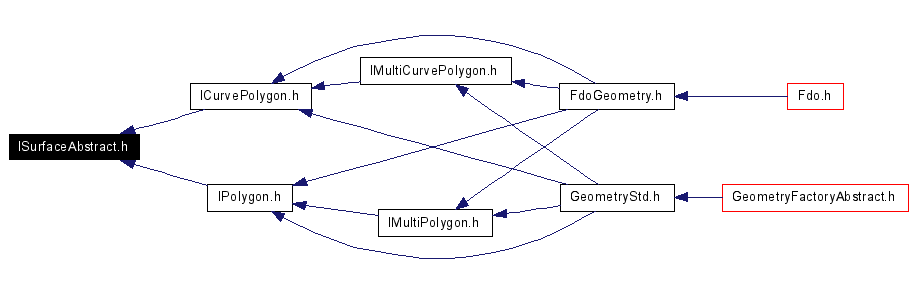 IMultiCurvePolygon.h
ICurvePolygon.h
FdoGeometry.h
Fdo.h
ISurfaceAbstract.h
IPolygon.h
GeometryStd.h
GeometryFactoryAbstract.h
IMultiPolygon.h